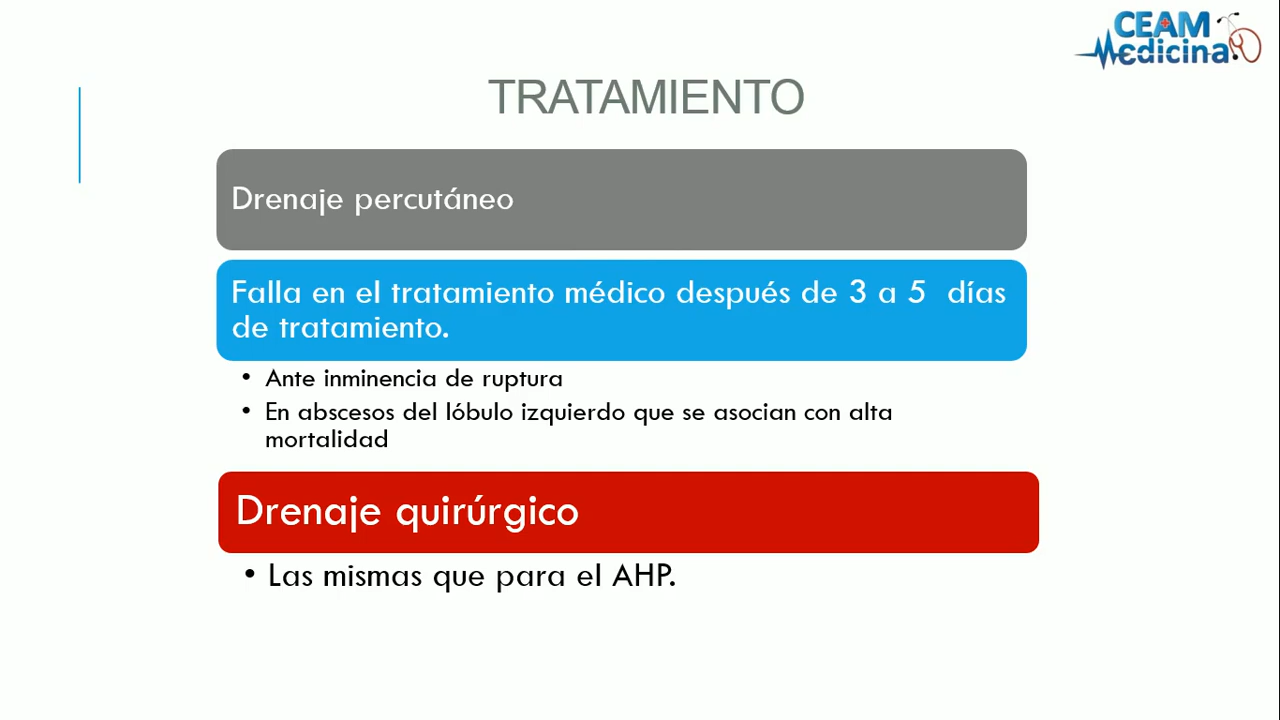 CEAM
Medicina
TRATAMIENTO
Drenaje percutáneo
Falla en el tratamiento médico después de 3 a 5  días
de tratamiento.
• Ante inminencia de ruptura
• En abscesos del lóbulo izquierdo que se asocian con alta
mortalidad
Drenaje quirúrgico
• Las mismas que para el AHP.